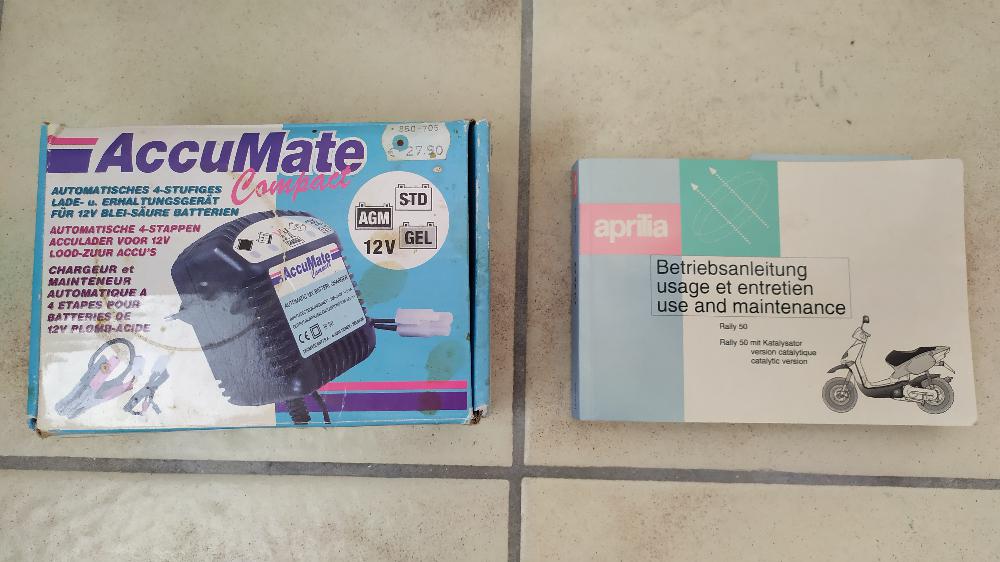 AccuMate
Compact
860-705
€ 27.90
AUTOMATISCHES 4-STUFIGES
LADE- u. ERHALTUNGSGERÄT
FÜR 12V BLEI-SÄURE BATTERIEN
AUTOMATISCHE 4-STAPPEN
ACCULADER VOOR 12V
LOOD-ZUUR ACCU'S
CHARGEUR et
MAINTENEUR
AUTOMATIQUE A
4 ETAPES POUR
BATTERIES DE
12V PLOMB-ACIDE
STD
AGM
GEL
12V
AccuMate
Compact
CE
aprilia
Betriebsanleitung
usage et entretien
use and maintenance
Rally 50
Rally 50 mit Katalysator
version catalytique
catalytic version